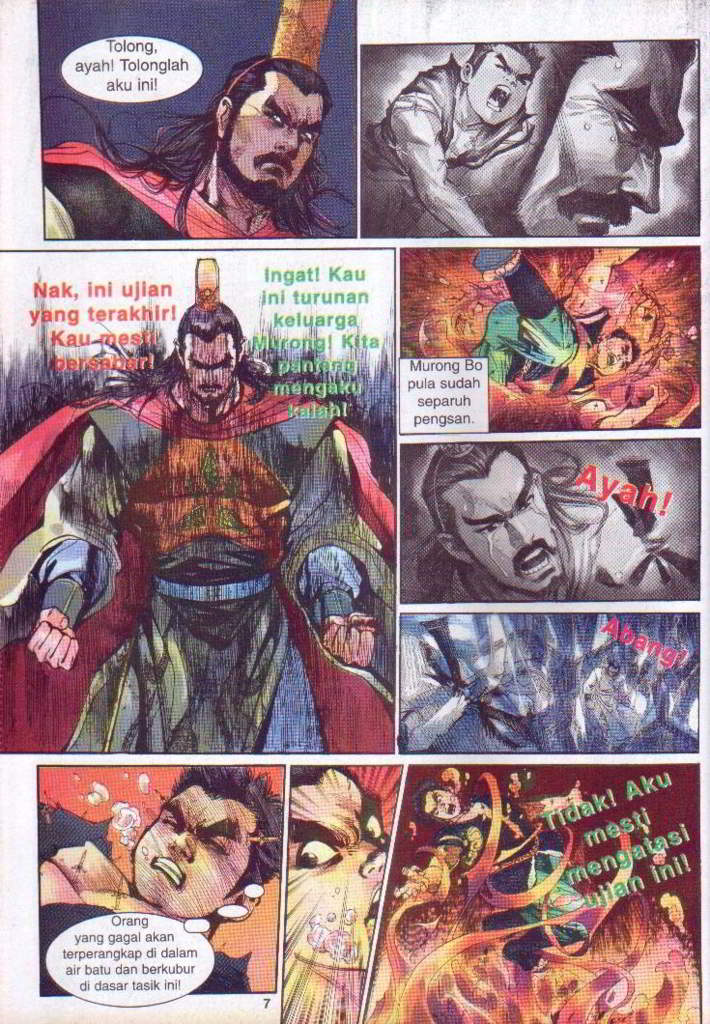 Tolong,
ayah! Tolonglah
aku ini!
Nak, ini ujian
yang terakhir!
Kau mesti
bersabar!
Ingat! Kau
ini turunan
keluarga
Murong! Kita
pantang
mengaku
kalah!
Murong Bo
pula sudah
separuh
pengsan.
Ayah!
Abang!
Orang
yang gagal akan
terperangkap di dalam
air batu dan berkubur
di dasar tasik ini!
Tidak! Aku
mesti
mengatasi
ujian ini!
7